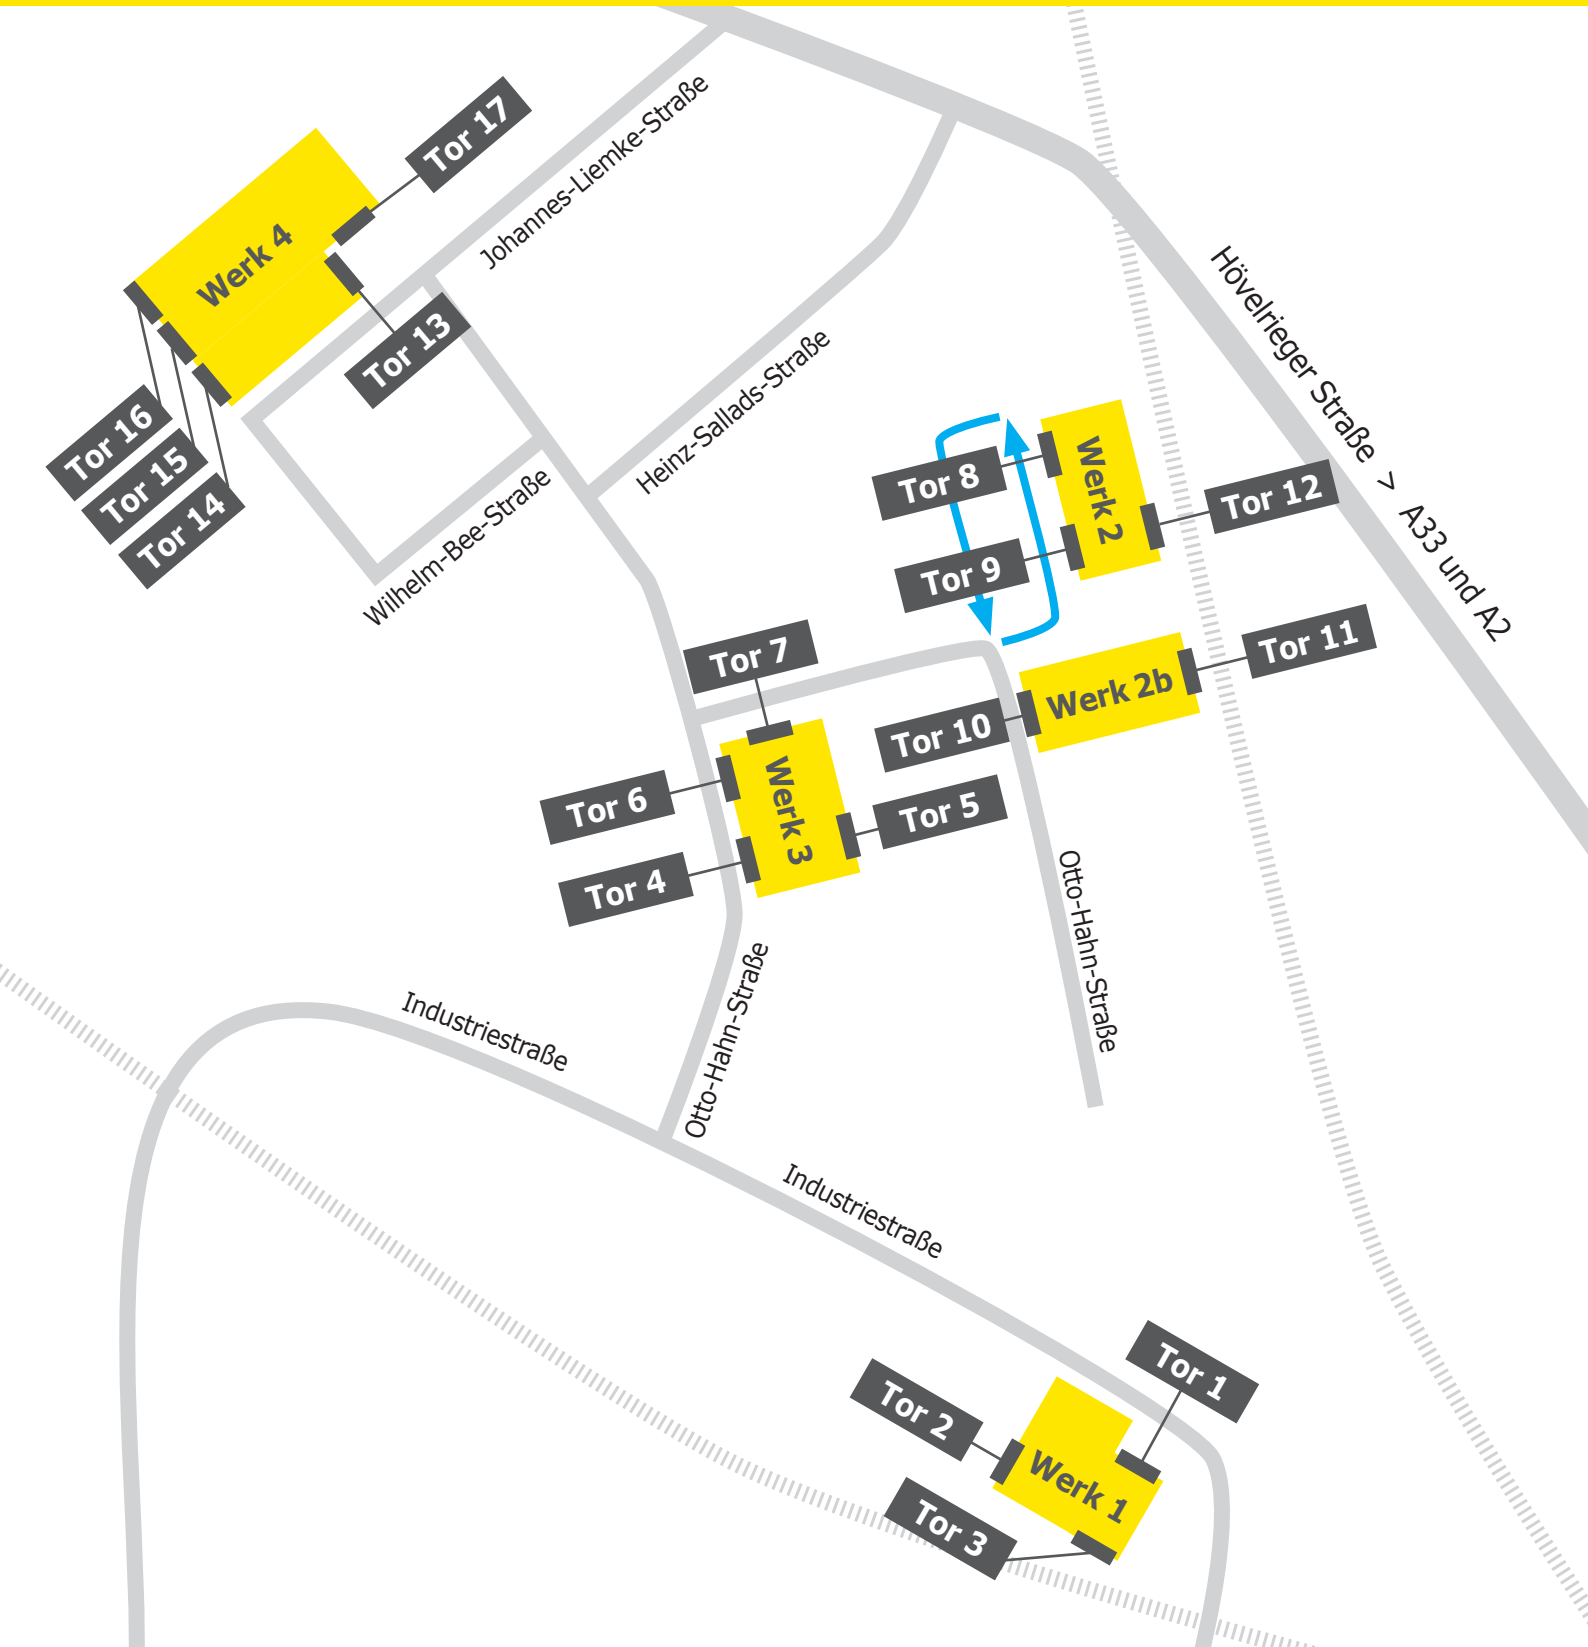 Tor 17
Johannes-Liemke-Straße
Werk 4
Tor 13
Tor 16
Tor 15
Tor 14
Hövelrieger Straße > A33 und A2
Heinz-Sallads-Straße
Wilhelm-Bee-Straße
Tor 8
Werk 2
Tor 12
Tor 9
Tor 7
Tor 11
Werk 2b
Tor 10
Tor 6
Werk 3
Tor 5
Tor 4
Otto-Hahn-Straße
Otto-Hahn-Straße
Industriestraße
Industriestraße
Tor 1
Tor 2
Werk 1
Tor 3